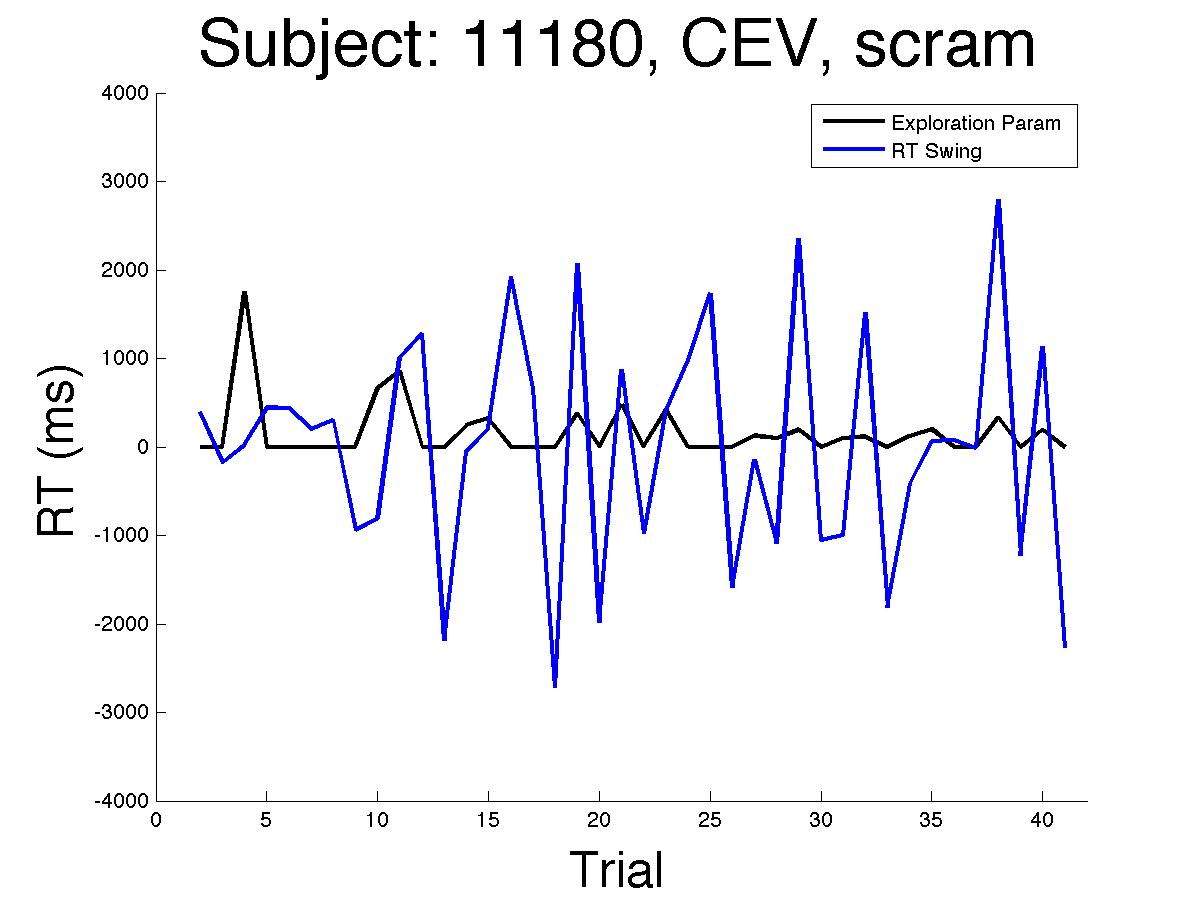 Subject: 11180, CEV, scram
4000
3000
2000
1000
0
-1000
-2000
-3000
-4000
RT (ms)
Exploration Param
RT Swing
0 5 10 15 20 25 30 35 40
Trial